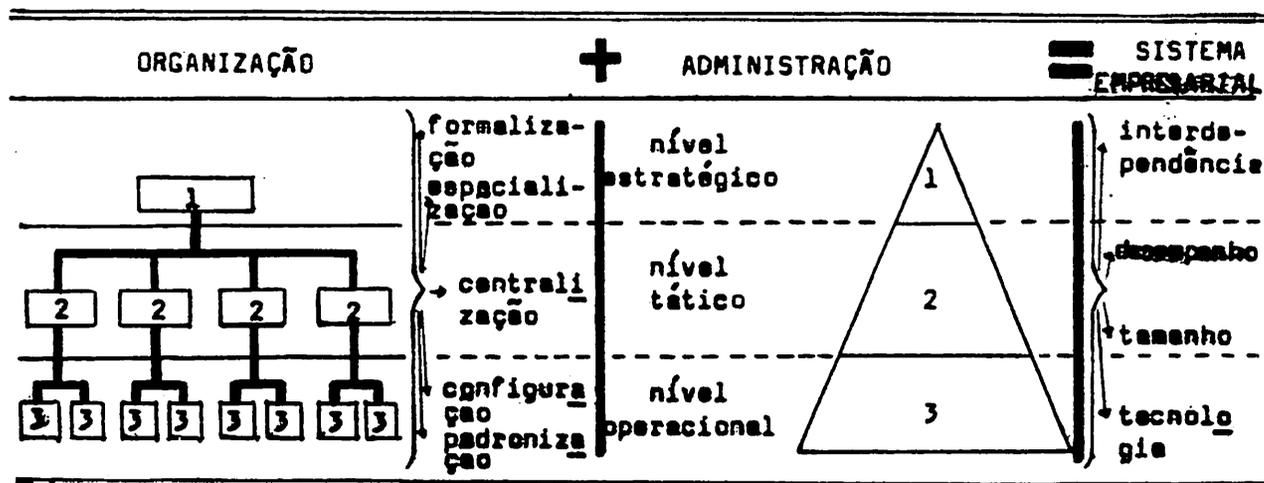 ORGANIZAÇÃO
+
ADMINISTRAÇÃO
=
SISTEMA
EMPRESARIAL
1
2 2 2 2
3 3 3 3 3 3 3 3
formaliza-
ção
especiali-
zação
centrali
zação
configura
ção
padroniza
ção
nível
estratégico
nível
tático
nível
operacional
1
2
3
interde-
pendência
desempenho
tamanho
tecnolo
gia